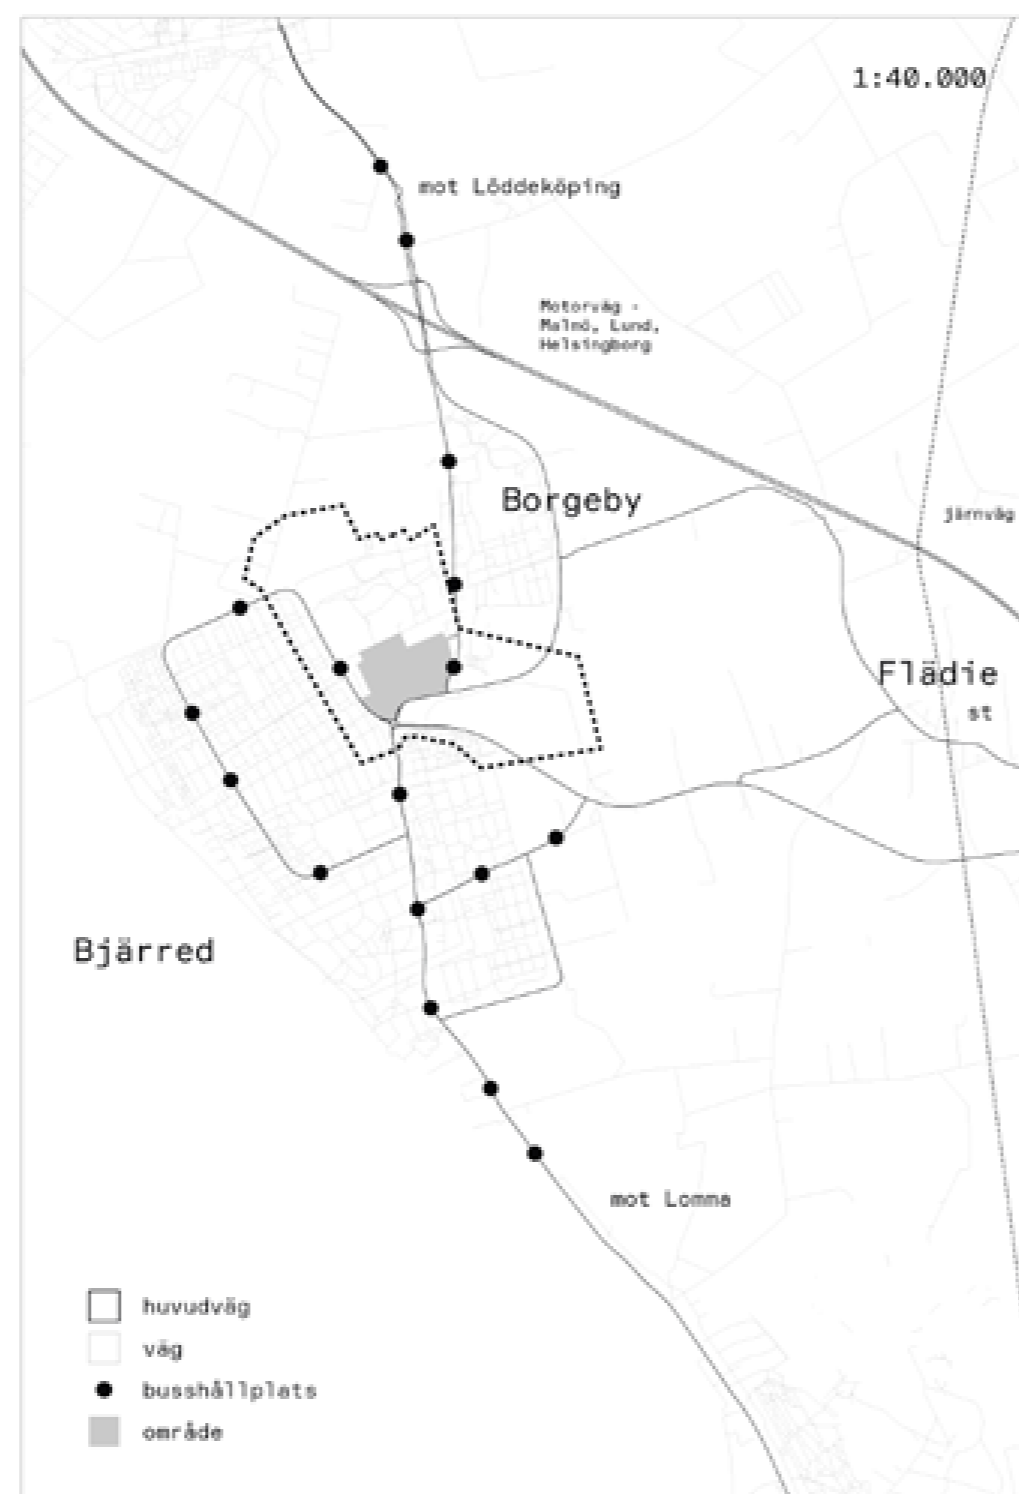 1:40.000
mot Löddeköping
Motorväg -
Malmö, Lund,
Helsingborg
Borgeby
järnväg
Flädie
st
Bjärred
mot Lomma
huvudväg
väg
busshållplats
område